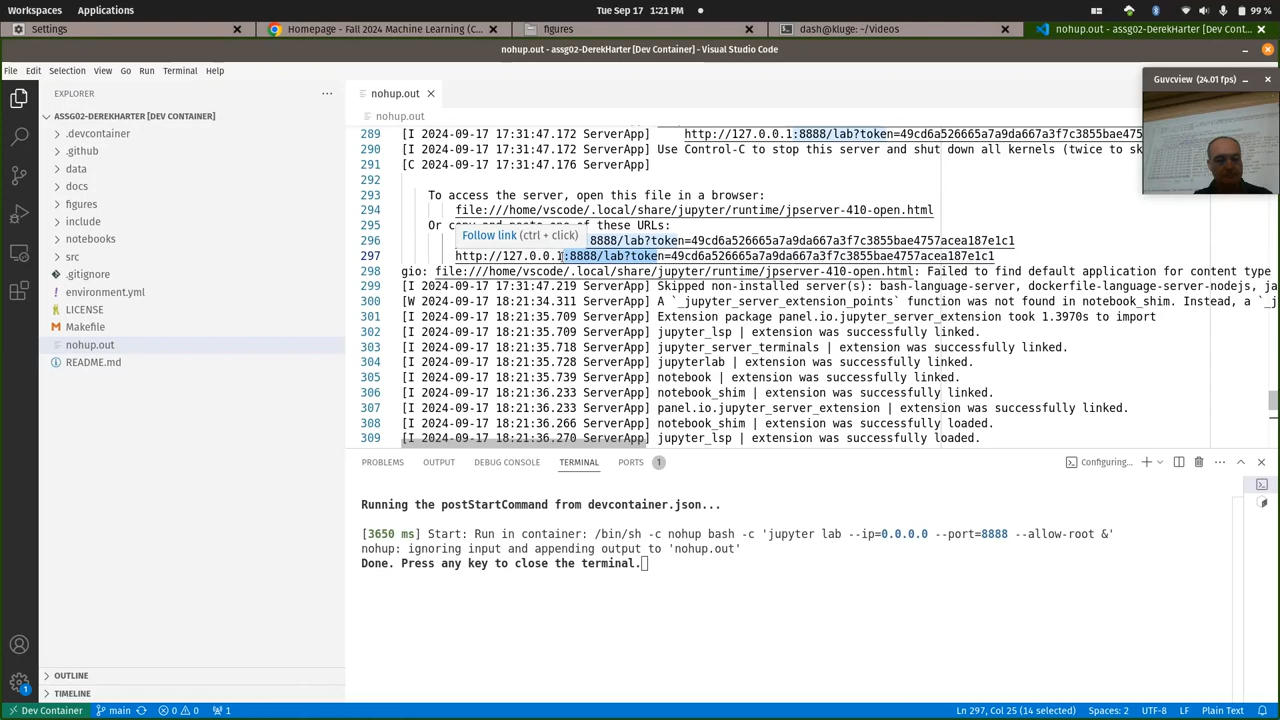 Workspaces Applications Tue Sep 17 1:21 PM 99 %
Settings Homepage - Fall 2024 Machine Learning (C... figures dash@kluge: ~/Videos nohup.out - assg02-DerekHarter [Dev Cont...
nohup.out - assg02-DerekHarter [Dev Container] - Visual Studio Code
File Edit Selection View Go Run Terminal Help
Guvcview (24.01 fps)
EXPLORER
nohup.out
ASSG02-DEREKHARTER [DEV CONTAINER]
nohup.out
.devcontainer
.github
data
docs
figures
include
notebooks
src
.gitignore
environment.yml
LICENSE
Makefile
nohup.out
README.md
OUTLINE
TIMELINE
289 [I 2024-09-17 17:31:47.172 ServerApp] http://127.0.0.1:8888/lab?token=49cd6a526665a7a9da667a3f7c3855bae475
290 [I 2024-09-17 17:31:47.172 ServerApp] Use Control-C to stop this server and shut down all kernels (twice to sk
291 [C 2024-09-17 17:31:47.176 ServerApp]
292
293 To access the server, open this file in a browser:
294 file:///home/vscode/.local/share/jupyter/runtime/jpserver-410-open.html
295 Or copy and paste one of these URLs:
Follow link (ctrl + click)
296 8888/lab?token=49cd6a526665a7a9da667a3f7c3855bae4757acea187e1c1
297 http://127.0.0.1:8888/lab?token=49cd6a526665a7a9da667a3f7c3855bae4757acea187e1c1
298 gio: file:///home/vscode/.local/share/jupyter/runtime/jpserver-410-open.html: Failed to find default application for content type
299 [I 2024-09-17 17:31:47.219 ServerApp] Skipped non-installed server(s): bash-language-server, dockerfile-language-server-nodejs, ja
300 [W 2024-09-17 18:21:34.311 ServerApp] A `_jupyter_server_extension_points` function was not found in notebook_shim. Instead, a `_j
301 [I 2024-09-17 18:21:35.709 ServerApp] Extension package panel.io.jupyter_server_extension took 1.3970s to import
302 [I 2024-09-17 18:21:35.728 ServerApp] jupyter_lsp | extension was successfully linked.
303 [I 2024-09-17 18:21:35.718 ServerApp] jupyter_server_terminals | extension was successfully linked.
304 [I 2024-09-17 18:21:35.728 ServerApp] jupyterlab | extension was successfully linked.
305 [I 2024-09-17 18:21:35.739 ServerApp] notebook | extension was successfully linked.
306 [I 2024-09-17 18:21:36.233 ServerApp] notebook_shim | extension was successfully linked.
307 [I 2024-09-17 18:21:36.233 ServerApp] panel.io.jupyter_server_extension | extension was successfully linked.
308 [I 2024-09-17 18:21:36.266 ServerApp] notebook_shim | extension was successfully loaded.
309 [I 2024-09-17 18:21:36.270 ServerApp] jupyter_lsp | extension was successfully loaded.
PROBLEMS OUTPUT DEBUG CONSOLE TERMINAL PORTS 1 Configuring...
Running the postStartCommand from devcontainer.json...
[3650 ms] Start: Run in container: /bin/sh -c nohup bash -c 'jupyter lab --ip=0.0.0.0 --port=8888 --allow-root &'
nohup: ignoring input and appending output to 'nohup.out'
Done. Press any key to close the terminal.
1
Dev Container main 0 0 1 Ln 297, Col 25 (14 selected) Spaces: 2 UTF-8 LF Plain Text